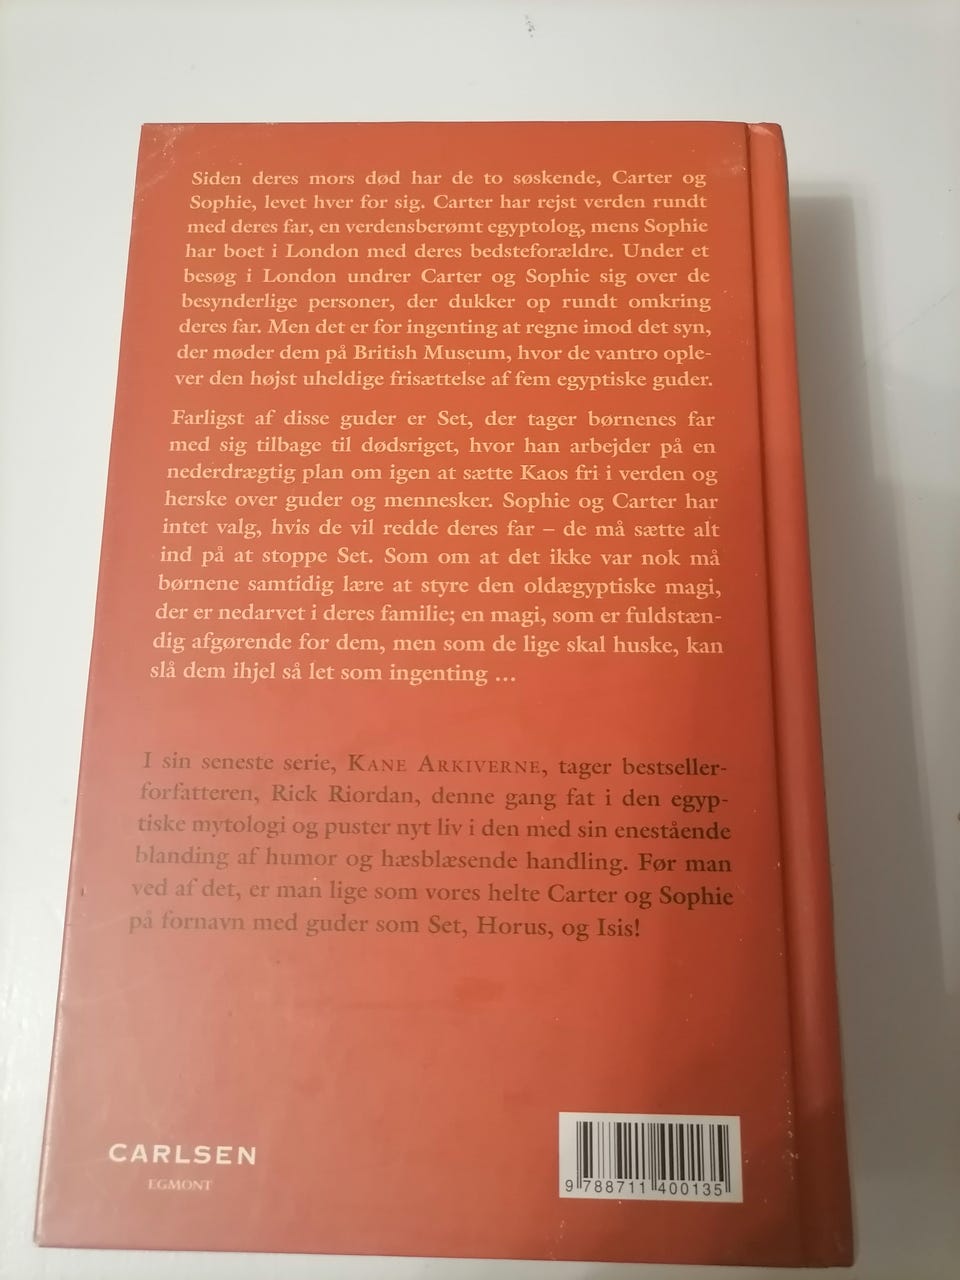 Siden deres mors død har de to søskende, Carter og
Sophie, levet hver for sig. Carter har rejst verden rundt
med deres far, en verdensberømt egyptolog, mens Sophie
har boet i London med deres bedsteforældre. Under et
besøg i London undrer Carter og Sophie sig over de
besynderlige personer, der dukker op rundt omkring
deres far. Men det er for ingenting at regne imod det syn,
der møder dem på British Museum, hvor de vantro ople-
ver den højst uheldige frisættelse af fem egyptiske guder.
Farligst af disse guder er Set, der tager børnenes far
med sig tilbage til dødsriget, hvor han arbejder på en
nederdrægtig plan om igen at sætte Kaos fri i verden og
herske over guder og mennesker. Sophie og Carter har
intet valg, hvis de vil redde deres far – de må sætte alt
ind på at stoppe Set. Som om at det ikke var nok må
børnene samtidig lære at styre den oldægyptiske magi,
der er nedarvet i deres familie; en magi, som er fuldstæn-
dig afgørende for dem, men som de lige skal huske, kan
slå dem ihjel så let som ingenting ...
I sin seneste serie, KANE ARKIVERNE, tager bestseller-
forfatteren, Rick Riordan, denne gang fat i den egyp-
tiske mytologi og puster nyt liv i den med sin enestående
blanding af humor og hæsblæsende handling. Før man
ved af det, er man lige som vores helte Carter og Sophie
på fornavn med guder som Set, Horus, og Isis!
CARLSEN
EGMONT
9 788711 400135